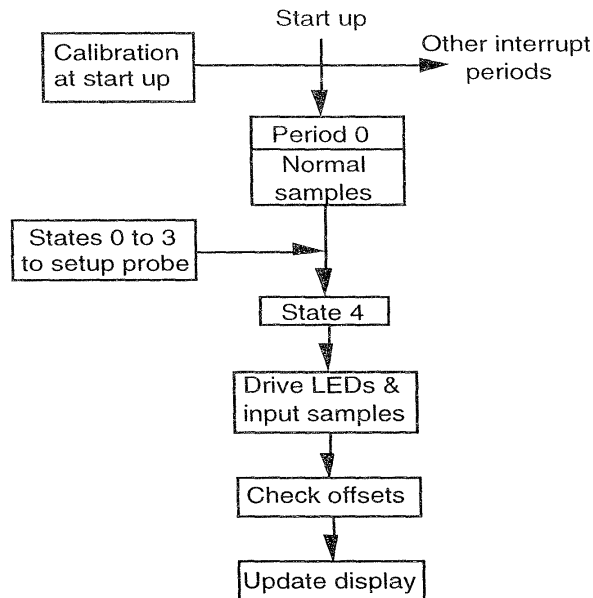 Start up
Calibration
at start up
Other interrupt
periods
Period 0
Normal
samples
States 0 to 3
to setup probe
State 4
Drive LEDs &
input samples
Check offsets
Update display